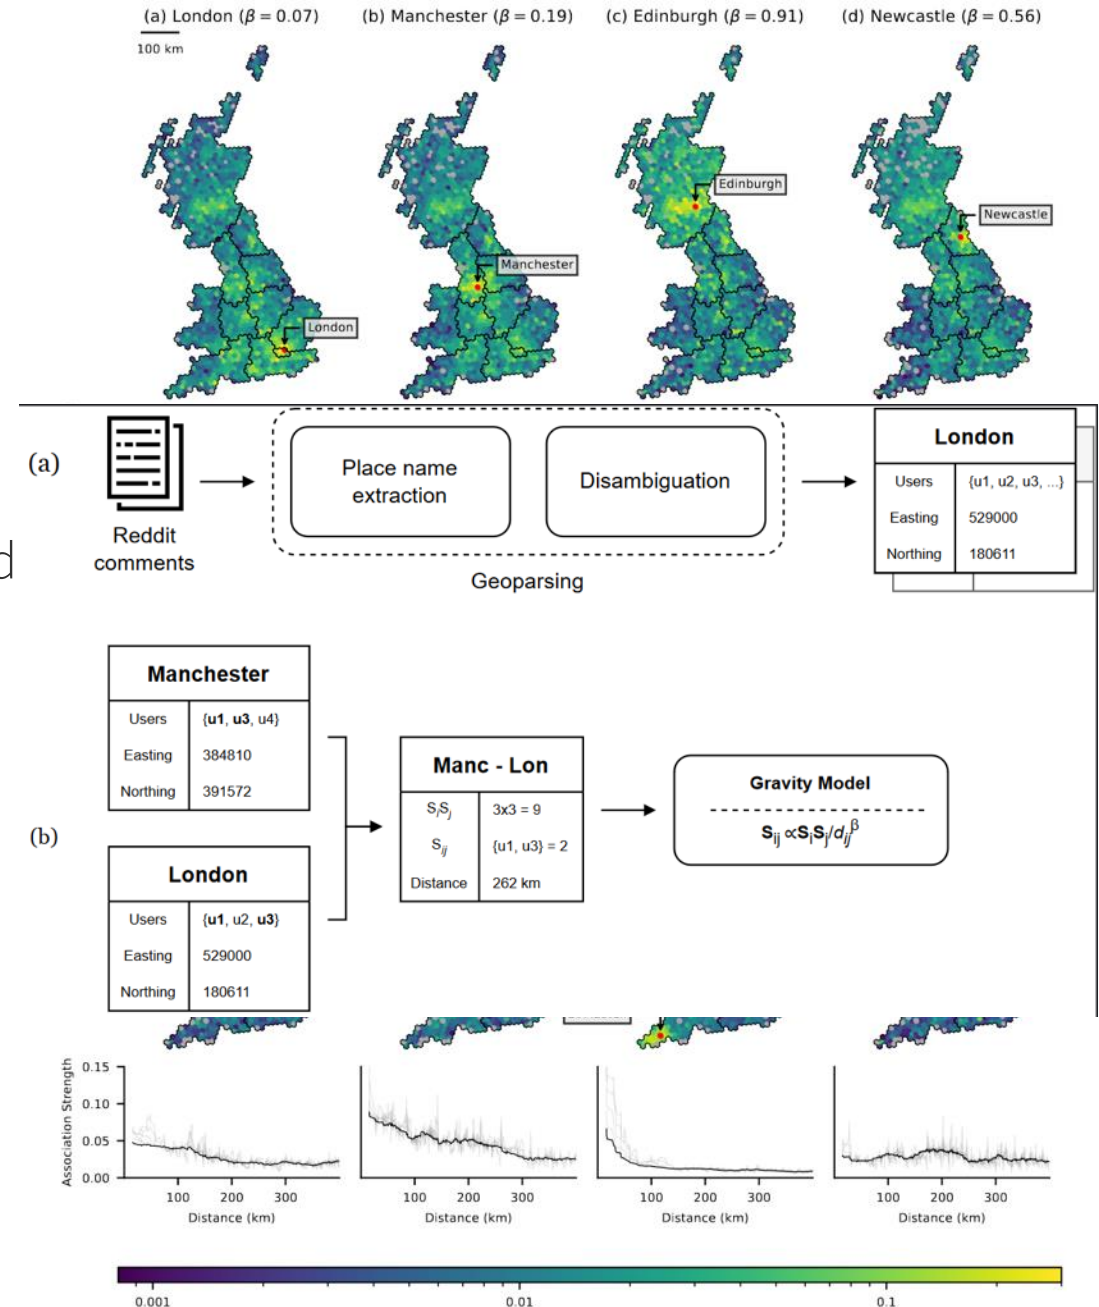 (a) London (β = 0.07)
(b) Manchester (β = 0.19)
(c) Edinburgh (β = 0.91)
(d) Newcastle (β = 0.56)
100 km
Edinburgh
Newcastle
Manchester
London
(a)
Reddit
comments
Place name
extraction
Disambiguation
Geoparsing
London
Users {u1, u2, u3, ...}
Easting 529000
Northing 180611
d
(b)
Manchester
Users {u1, u3, u4}
Easting 384810
Northing 391572
London
Users {u1, u2, u3}
Easting 529000
Northing 180611
Manc - Lon
SiSj 3x3 = 9
Sij {u1, u3} = 2
Distance 262 km
Gravity Model
Sij ∝SiSj/dijβ
Association Strength
0.15
0.10
0.05
0.00
100 200 300
Distance (km)
100 200 300
Distance (km)
100 200 300
Distance (km)
100 200 300
Distance (km)
0.001 0.01 0.1